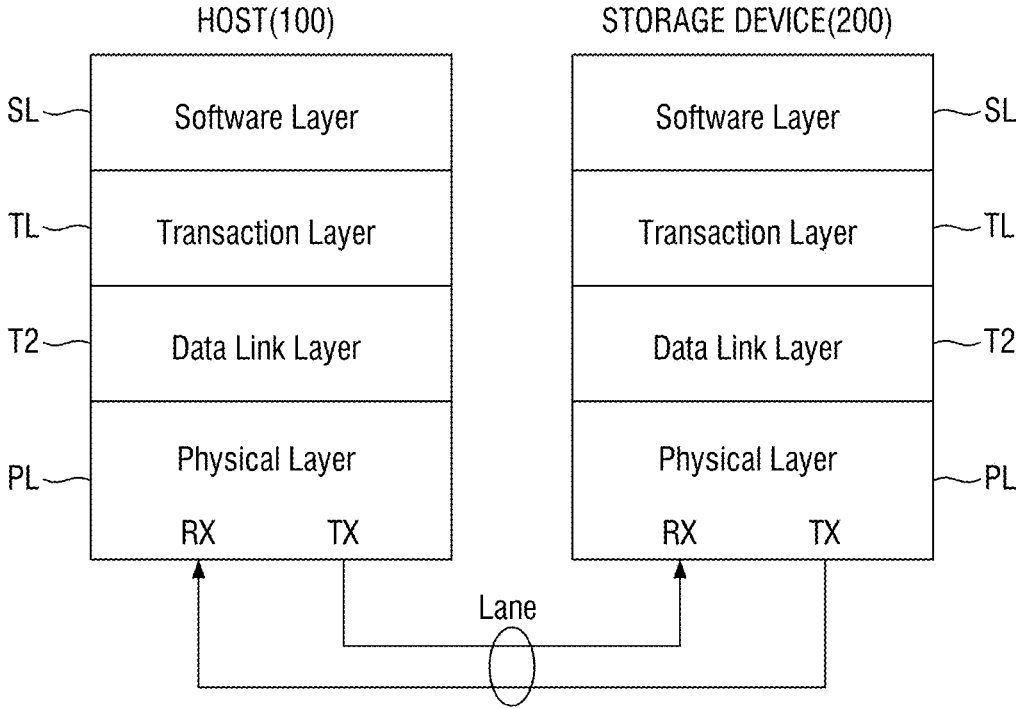 HOST(100) STORAGE DEVICE(200)
SL Software Layer Software Layer SL
TL Transaction Layer Transaction Layer TL
T2 Data Link Layer Data Link Layer T2
Physical Layer Physical Layer
PL PL
RX TX RX TX
Lane